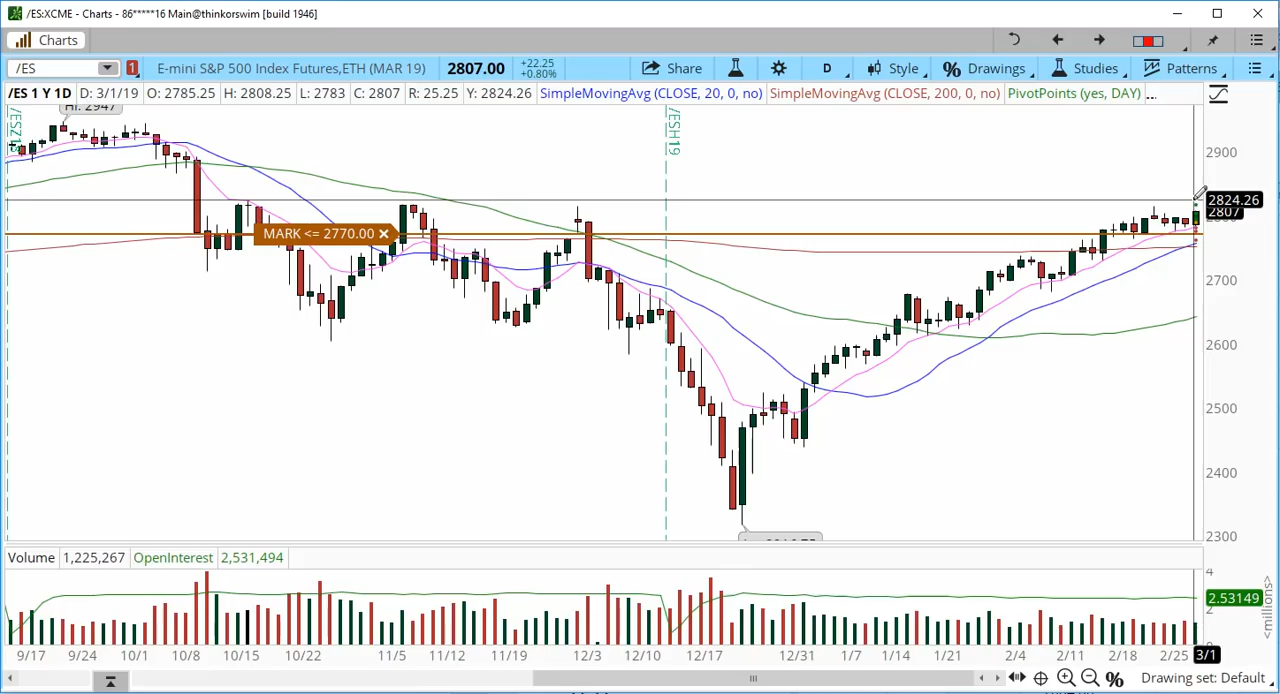 /ES:XCME - Charts - 86*****16 Main@thinkorswim [build 1946]
Charts
/ES 1 E-mini S&P 500 Index Futures,ETH (MAR 19) 2807.00 +22.25 +0.80% Share D Style % Drawings Studies Patterns
/ES 1 Y 1D D: 3/1/19 O: 2785.25 H: 2808.25 L: 2783 C: 2807 R: 25.25 Y: 2824.26 SimpleMovingAvg (CLOSE, 20, 0, no) SimpleMovingAvg (CLOSE, 200, 0, no) PivotPoints (yes, DAY) ...
Hi: 2947
/ESH19
2900
2824.26
2807
MARK <= 2770.00 ×
2700
2600
2500
2400
2300
Volume 1,225,267 OpenInterest 2,531,494
4
2.53149
2
<millions>
9/17 9/24 10/1 10/8 10/15 10/22 11/5 11/12 11/19 12/3 12/10 12/17 12/31 1/7 1/14 1/21 2/4 2/11 2/18 2/25 3/1
% Drawing set: Default